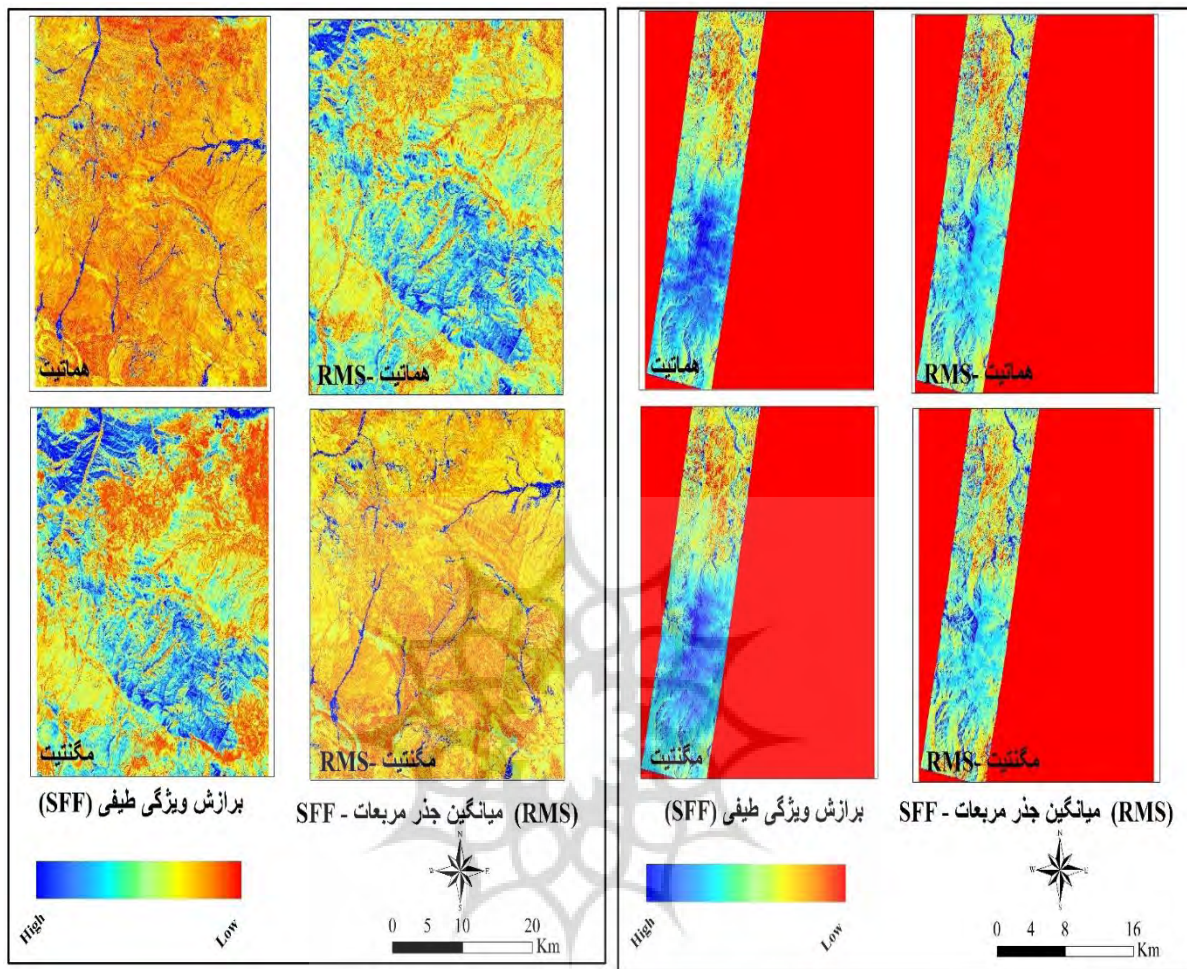 هماتیت
RMS- هماتیت
مگنتیت
RMS- مگنتیت
برازش ویژگی طیفی (SFF)
(RMS) میانگین جذر مربعات - SFF
High
Low
N
W
E
S
0 5 10 20
Km
هماتیت
RMS- هماتیت
مگنتیت
RMS- مگنتیت
برازش ویژگی طیفی (SFF)
(RMS) میانگین جذر مربعات - SFF
High
Low
N
W
E
S
0 4 8 16
Km